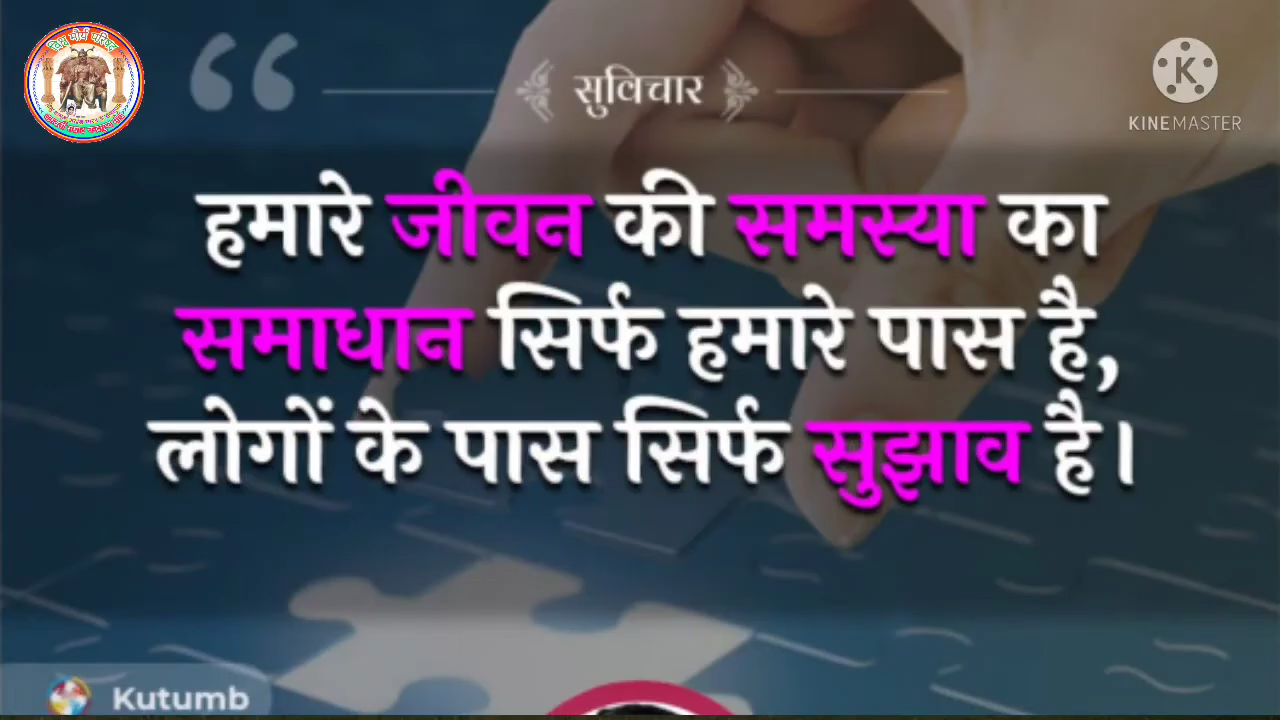 सुविचार
KINEMASTER
हमारे जीवन की समस्या का
समाधान सिर्फ हमारे पास है,
लोगों के पास सिर्फ सुझाव है।
Kutumb